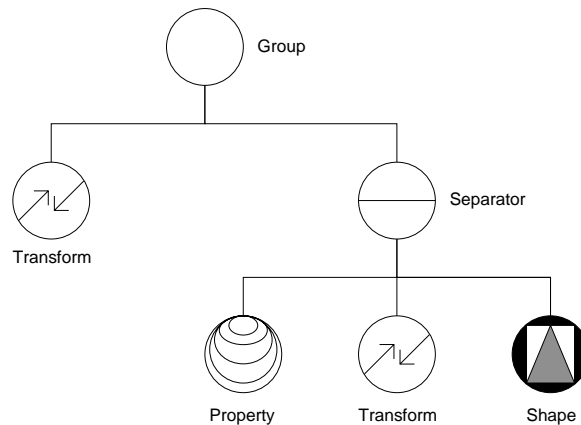 Group
Separator
Transform
Property
Transform
Shape